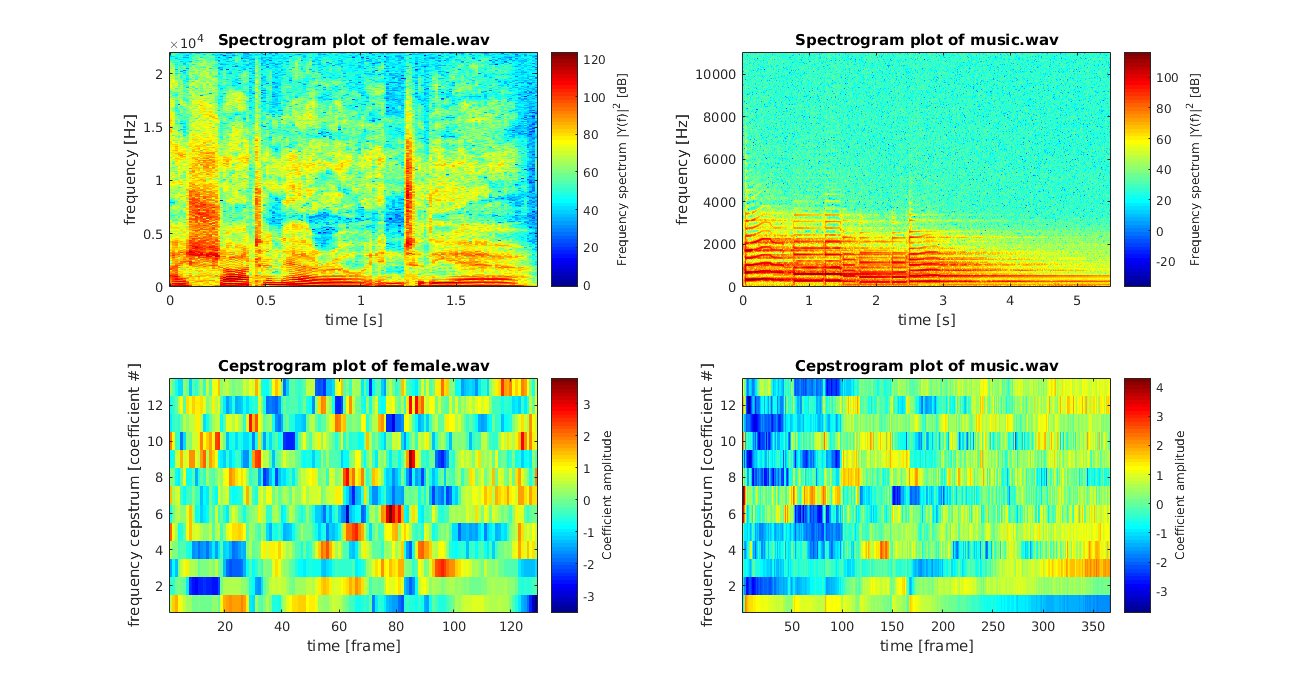 Spectrogram plot of female.wav
×10^4
2
1.5
1
0.5
0
frequency [Hz]
0 0.5 1 1.5
time [s]
120
100
80
60
40
20
0
Frequency spectrum |Y(f)|^2 [dB]
Spectrogram plot of music.wav
10000
8000
6000
4000
2000
0
frequency [Hz]
0 1 2 3 4 5
time [s]
100
80
60
40
20
0
-20
Frequency spectrum |Y(f)|^2 [dB]
Cepstrogram plot of female.wav
12
10
8
6
4
2
frequency cepstrum [coefficient #]
20 40 60 80 100 120
time [frame]
3
2
1
0
-1
-2
-3
Coefficient amplitude
Cepstrogram plot of music.wav
12
10
8
6
4
2
frequency cepstrum [coefficient #]
50 100 150 200 250 300 350
time [frame]
4
3
2
1
0
-1
-2
-3
Coefficient amplitude